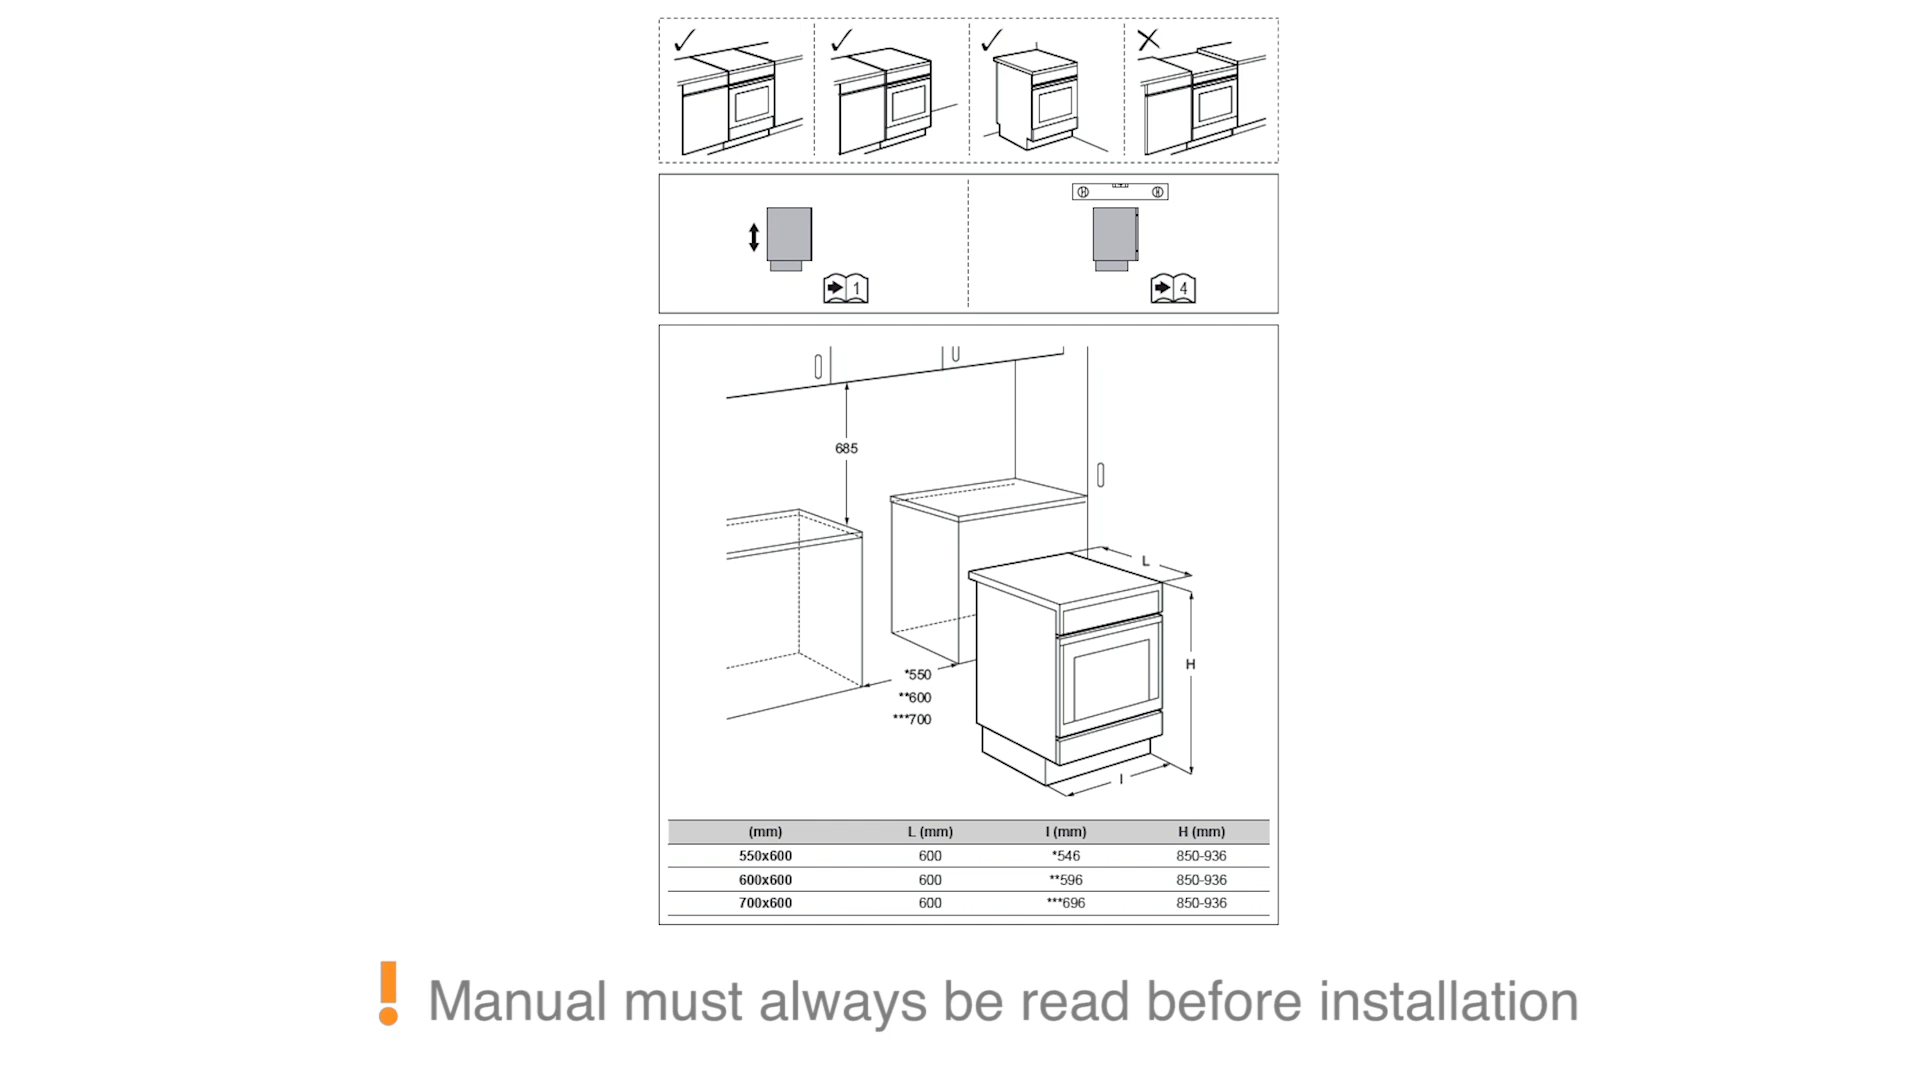 1
4
685
L
H
*550
**600
***700
I
(mm) L (mm) I (mm) H (mm)
550x600 600 *546 850-936
600x600 600 **596 850-936
700x600 600 ***696 850-936
! Manual must always be read before installation